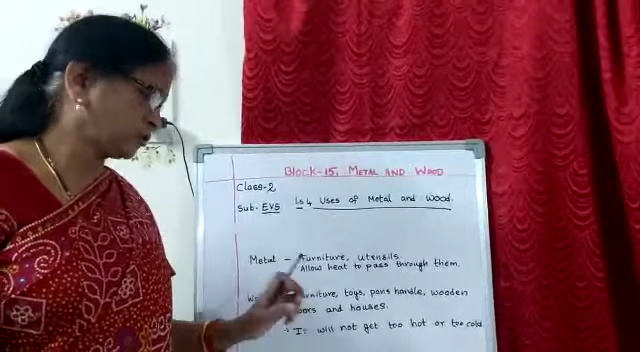 Block-15, Metal and Wood
Class-2
Sub- EVS Ls 4 Uses of Metal and Wood.
Metal - Furniture, utensils.
Allow heat to pass through them.
furniture, toys, pans handle, wooden
doors and houses.
It will not get too hot or too cold.